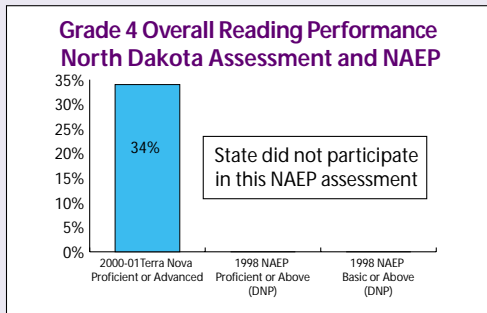 Grade 4 Overall Reading Performance
North Dakota Assessment and NAEP
35%
30%
25%
20%
15%
10%
5%
0%
34%
State did not participate
in this NAEP assessment
2000-01Terra Nova
Proficient or Advanced
1998 NAEP
Proficient or Above
(DNP)
1998 NAEP
Basic or Above
(DNP)